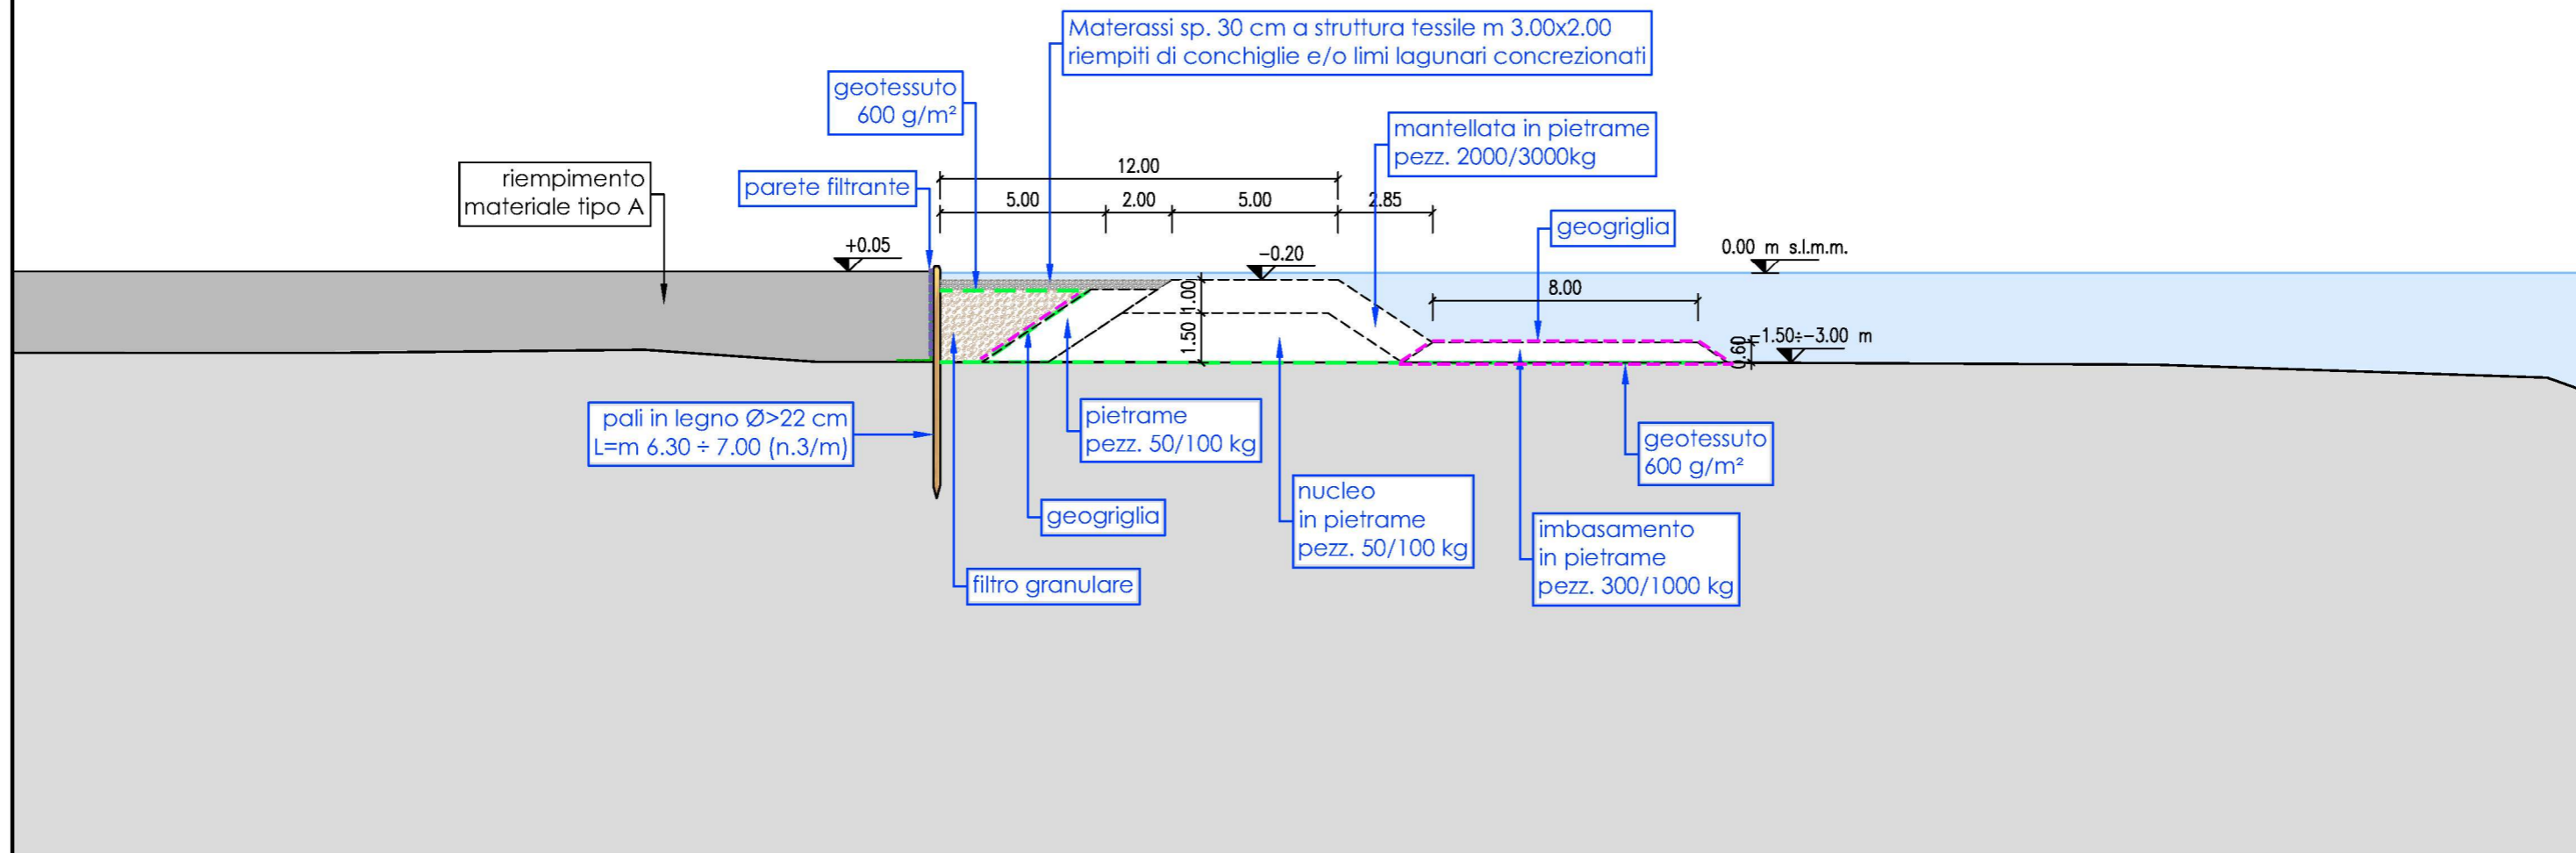 Materassi sp. 30 cm a struttura tessile m 3.00x2.00
riempiti di conchiglie e/o limi lagunari concrezionati
geotessuto
600 g/m²
mantellata in pietrame
pezz. 2000/3000kg
riempimento
materiale tipo A
parete filtrante
12.00
5.00
2.00
5.00
2.85
geogriglia
+0.05
-0.20
0.00 m s.l.m.m.
8.00
1.00
1.50
0.60
-1.50÷-3.00 m
pali in legno Ø>22 cm
L=m 6.30 ÷ 7.00 (n.3/m)
pietrame
pezz. 50/100 kg
geotessuto
600 g/m²
nucleo
in pietrame
pezz. 50/100 kg
geogriglia
imbasamento
in pietrame
pezz. 300/1000 kg
filtro granulare